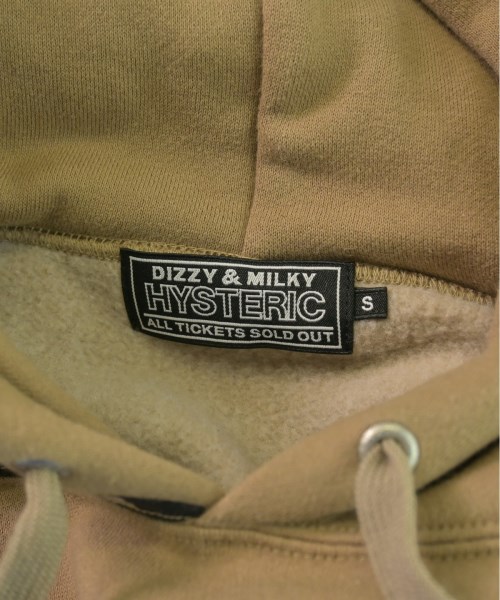 DIZZY & MILKY
HYSTERIC
ALL TICKETS SOLD OUT
S